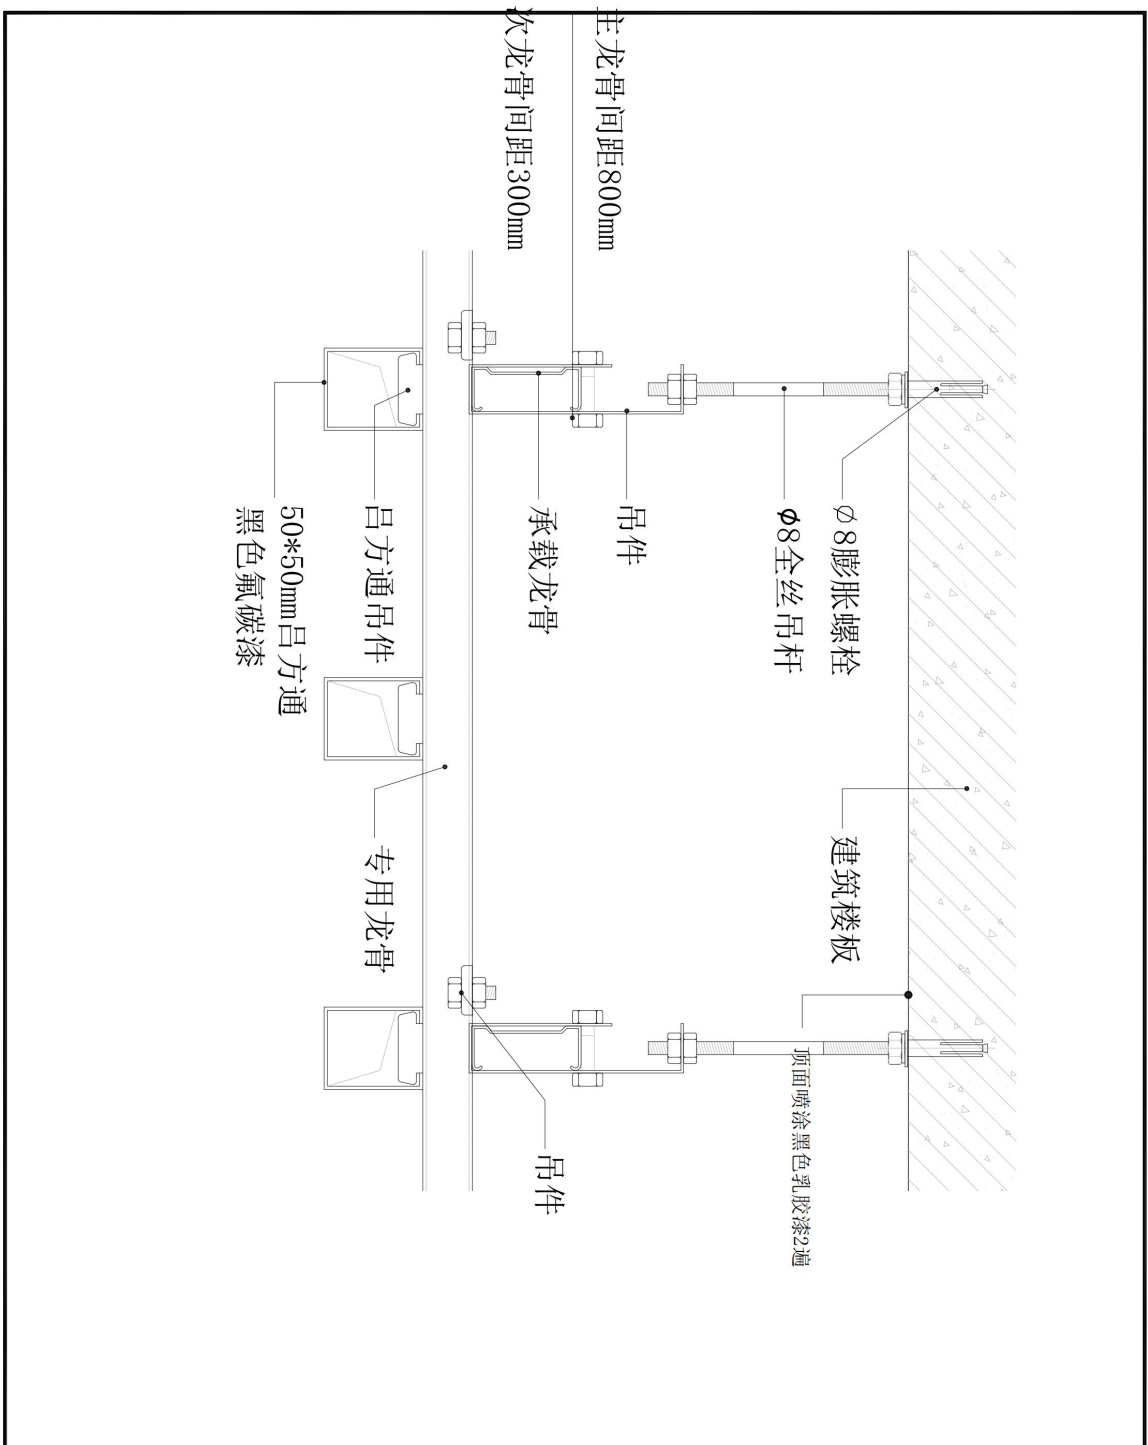 主龙骨间距800mm
次龙骨间距300mm
∅8膨胀螺栓
ϕ8全丝吊杆
吊件
承载龙骨
吕方通吊件
50*50mm吕方通
黑色氟碳漆
建筑楼板
专用龙骨
顶面喷涂黑色乳胶漆2遍
吊件